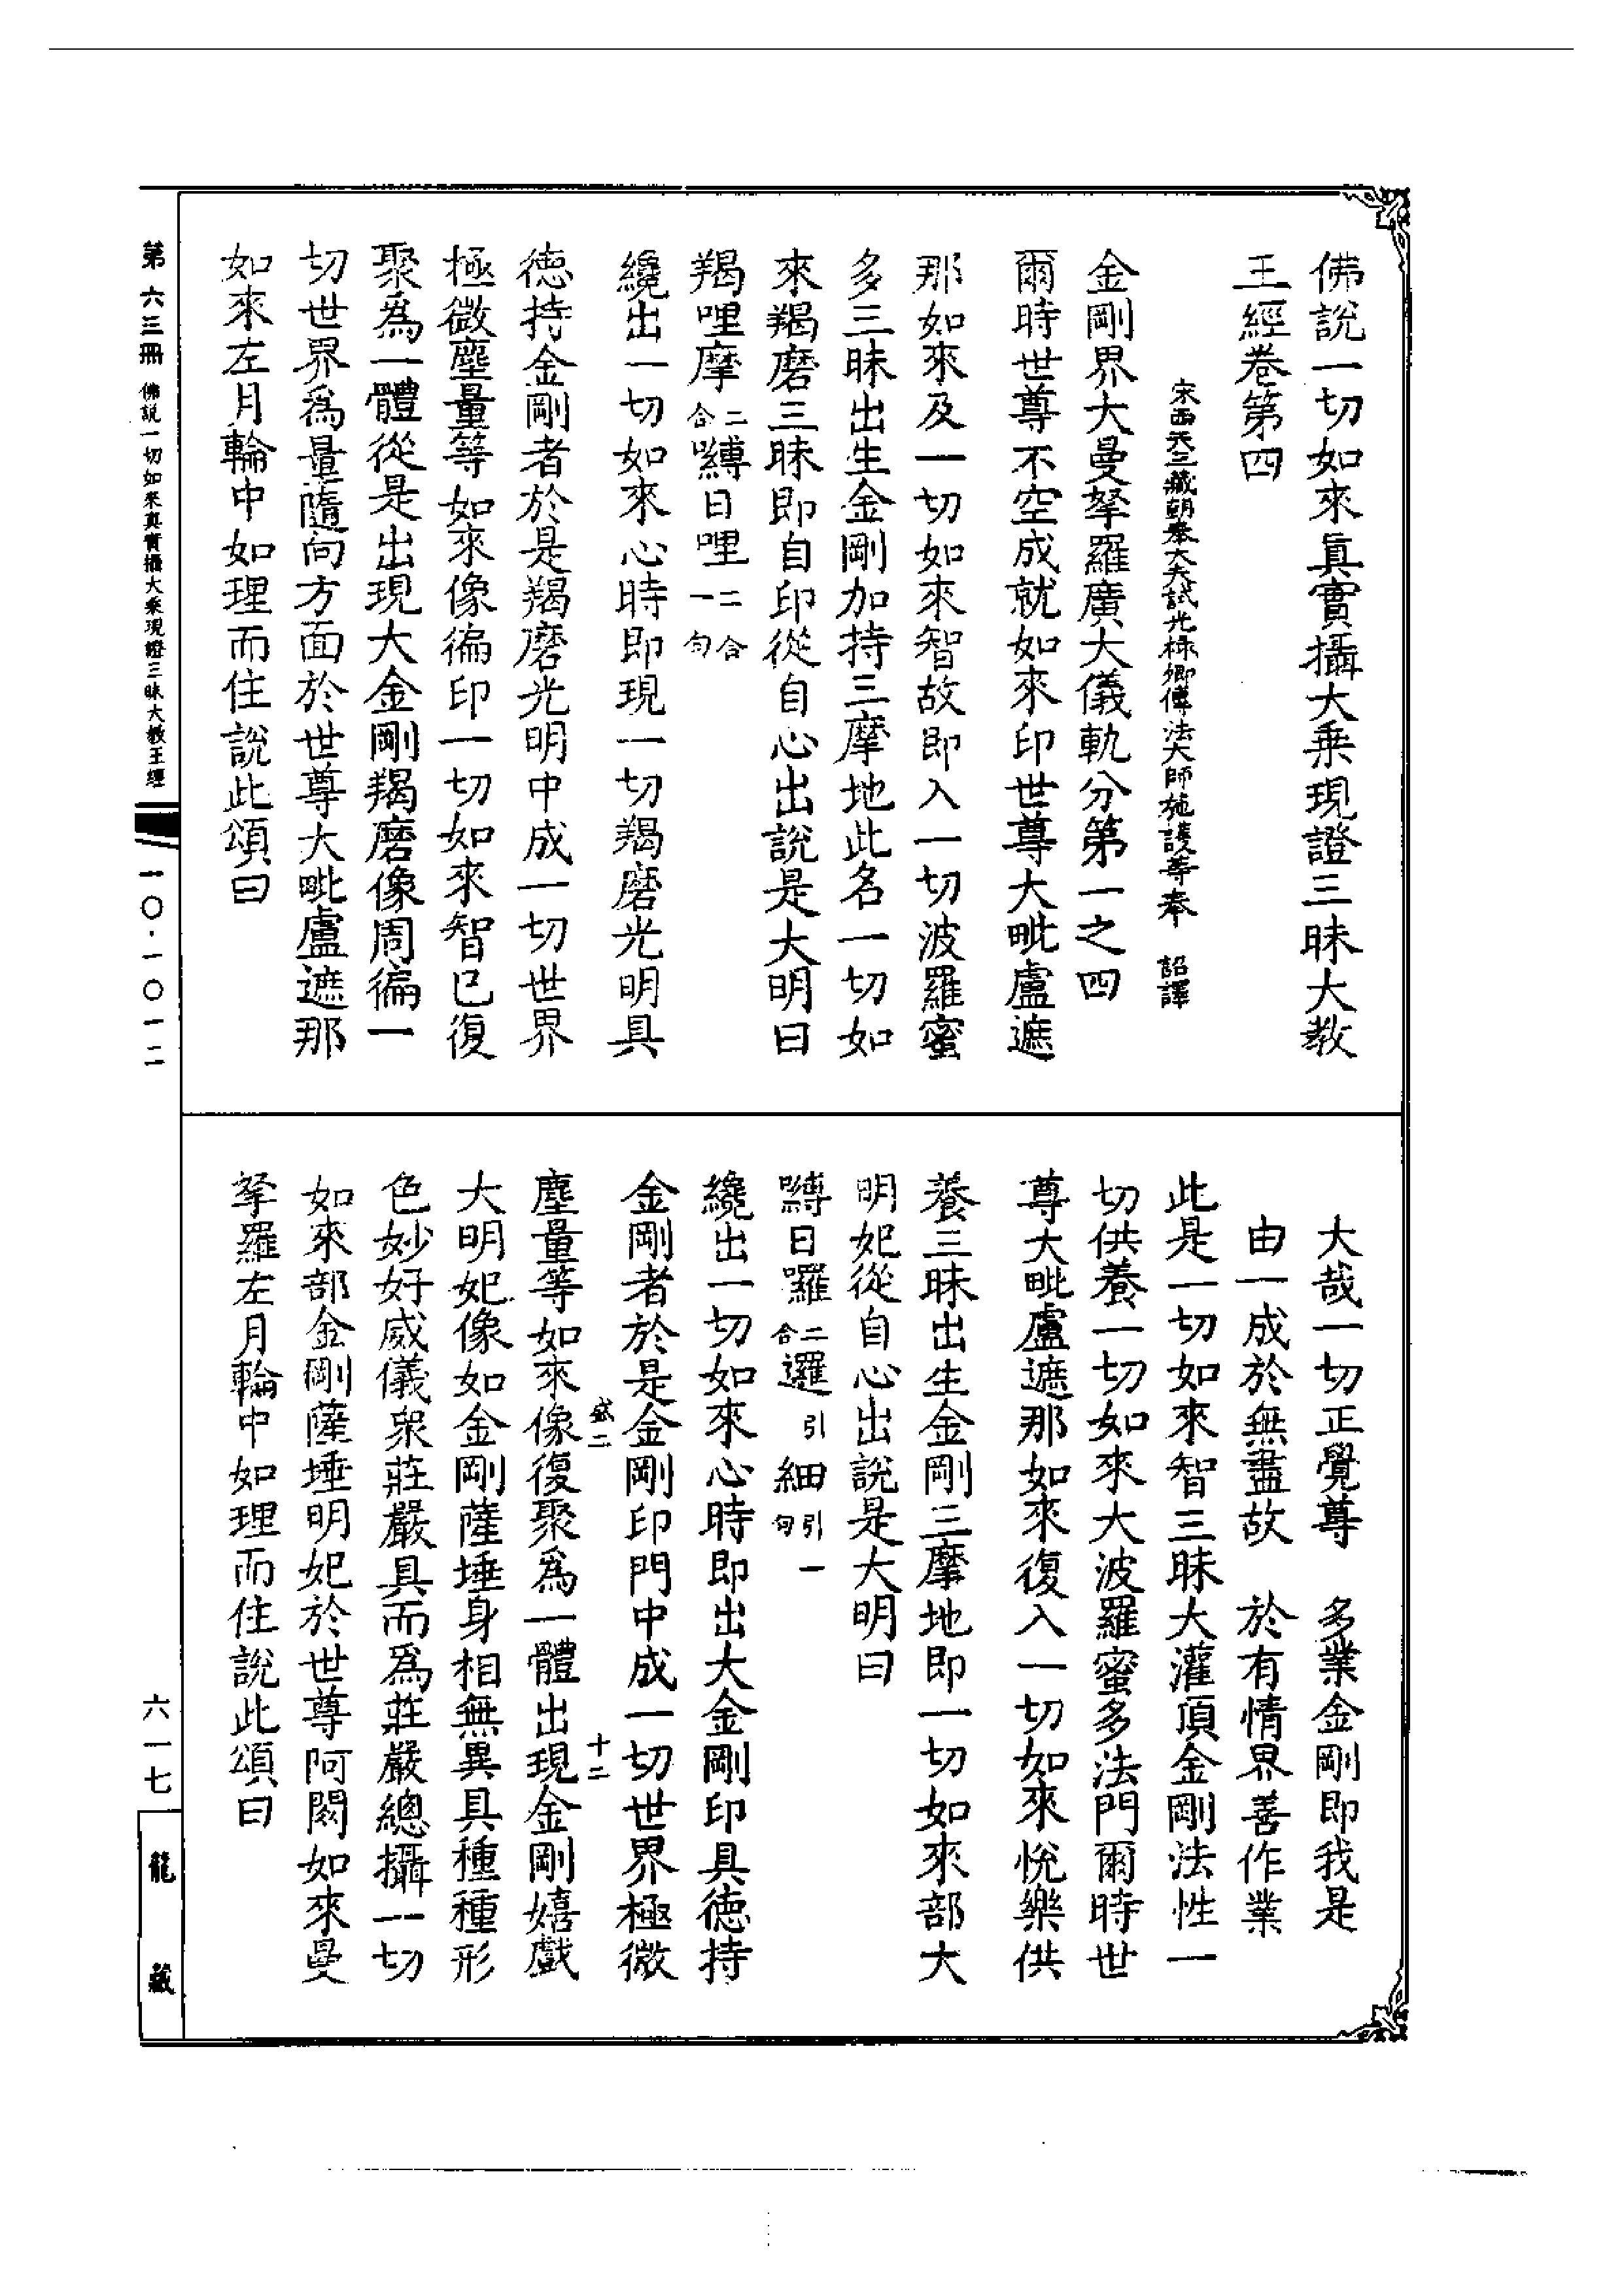 佛說一切如來真實攝大乘現證三昧大教
王經卷第四
宋西天三藏朝奉大夫試光祿卿傳法大師施護等奉 詔譯
金剛界大曼拏羅廣大儀軌分第一之四
爾時世尊不空成就如來印世尊大毗盧遮
那如來及一切如來智故即入一切波羅蜜
多三昧出生金剛加持三摩地此名一切如
來羯磨三昧即自印從自心出說是大明曰
羯哩摩二合嚩日哩二合一句
纔出一切如來心時即現一切羯磨光明具
德持金剛者於是羯磨光明中成一切世界
極微塵量等如來像徧印一切如來智已復
聚為一體從是出現大金剛羯磨像周徧一
切世界為量隨向方面於世尊大毗盧遮那
如來左月輪中如理而住說此頌曰
大哉一切正覺尊 多業金剛即我是
由一成於無盡故 於有情界善作業
此是一切如來智三昧大灌頂金剛法性一
切供養一切如來大波羅蜜多法門爾時世
尊大毗盧遮那如來復入一切如來悅樂供
養三昧出生金剛三摩地即一切如來部大
明妃從自心出說是大明曰
嚩日囉二合邏引細引一句
纔出一切如來心時即出大金剛印具德持
金剛者於是金剛印門中成一切世界極微
盛二 十二
塵量等如來像復聚為一體出現金剛嬉戲
大明妃像如金剛薩埵身相無異具種種形
色妙好威儀眾莊嚴具而為莊嚴總攝一切
如來部金剛薩埵明妃於世尊阿閦如來曼
拏羅左月輪中如理而住說此頌曰
第六三冊 佛說一切如來真實攝大乘現證三昧大教王經
一〇·一〇一二
六一七
龍藏